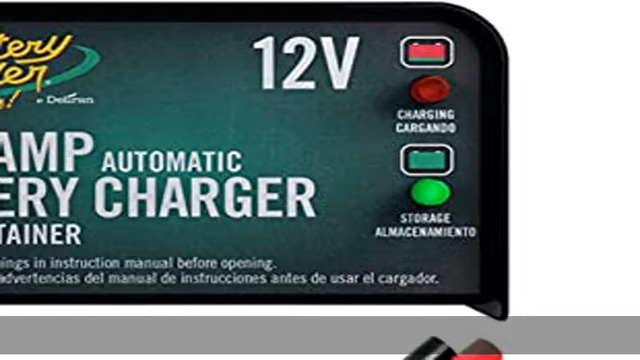 12V
Deltran
CHARGING
CARGANDO
AMP AUTOMATIC
ERY CHARGER
TAINER
STORAGE
ALMACENAMIENTO
ings in instruction manual before opening.
advertencias del manual de instrucciones antes de usar el cargador.